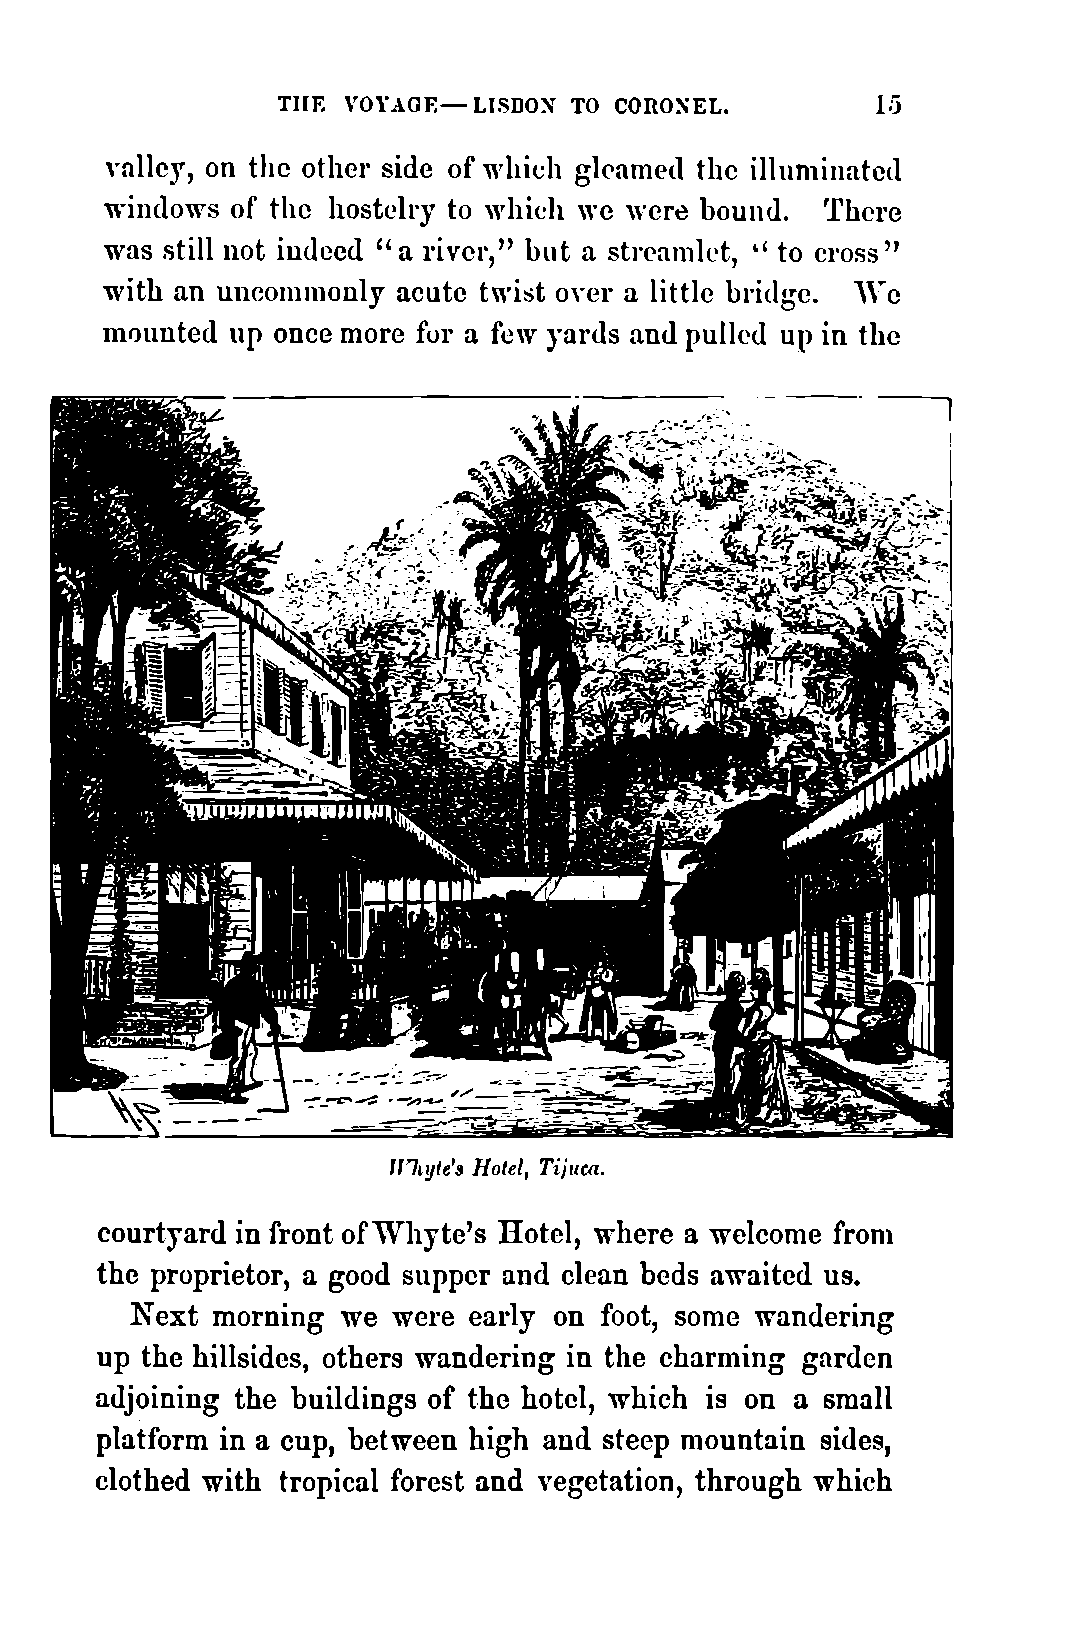 THE VOYAGE—LISBON TO CORONEL. 15
valley, on the other side of which gleamed the illuminated
windows of the hostelry to which we were bound. There
was still not indeed “a river,” but a streamlet, “to cross”
with an uncommonly acute twist over a little bridge. We
mounted up once more for a few yards and pulled up in the
H.P.
Whyte's Hotel, Tijuca.
courtyard in front of Whyte’s Hotel, where a welcome from
the proprietor, a good supper and clean beds awaited us.
Next morning we were early on foot, some wandering
up the hillsides, others wandering in the charming garden
adjoining the buildings of the hotel, which is on a small
platform in a cup, between high and steep mountain sides,
clothed with tropical forest and vegetation, through which